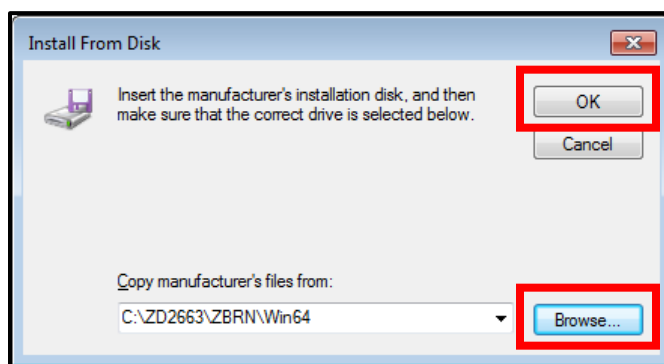 Install From Disk
Insert the manufacturer's installation disk, and then
make sure that the correct drive is selected below.
OK
Cancel
Copy manufacturer's files from:
C:\ZD2663\ZBRN\Win64
Browse...